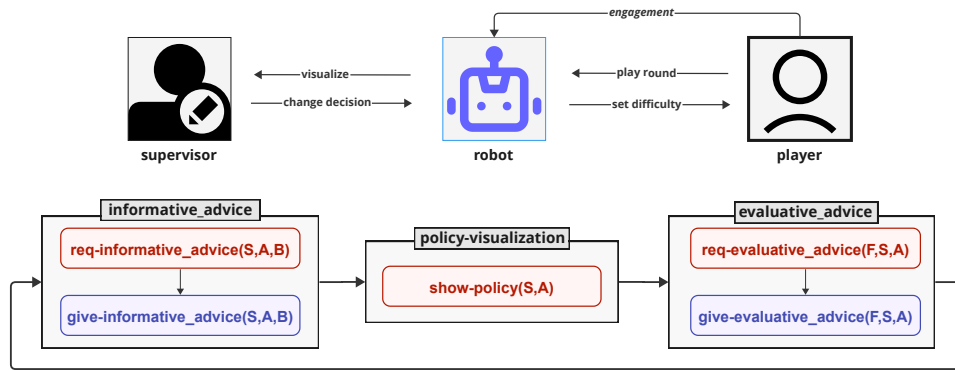 engagement
visualize
play round
change decision
set difficulty
supervisor
robot
player
informative_advice
evaluative_advice
req-informative_advice(S,A,B)
policy-visualization
req-evaluative_advice(F,S,A)
show-policy(S,A)
give-informative_advice(S,A,B)
give-evaluative_advice(F,S,A)